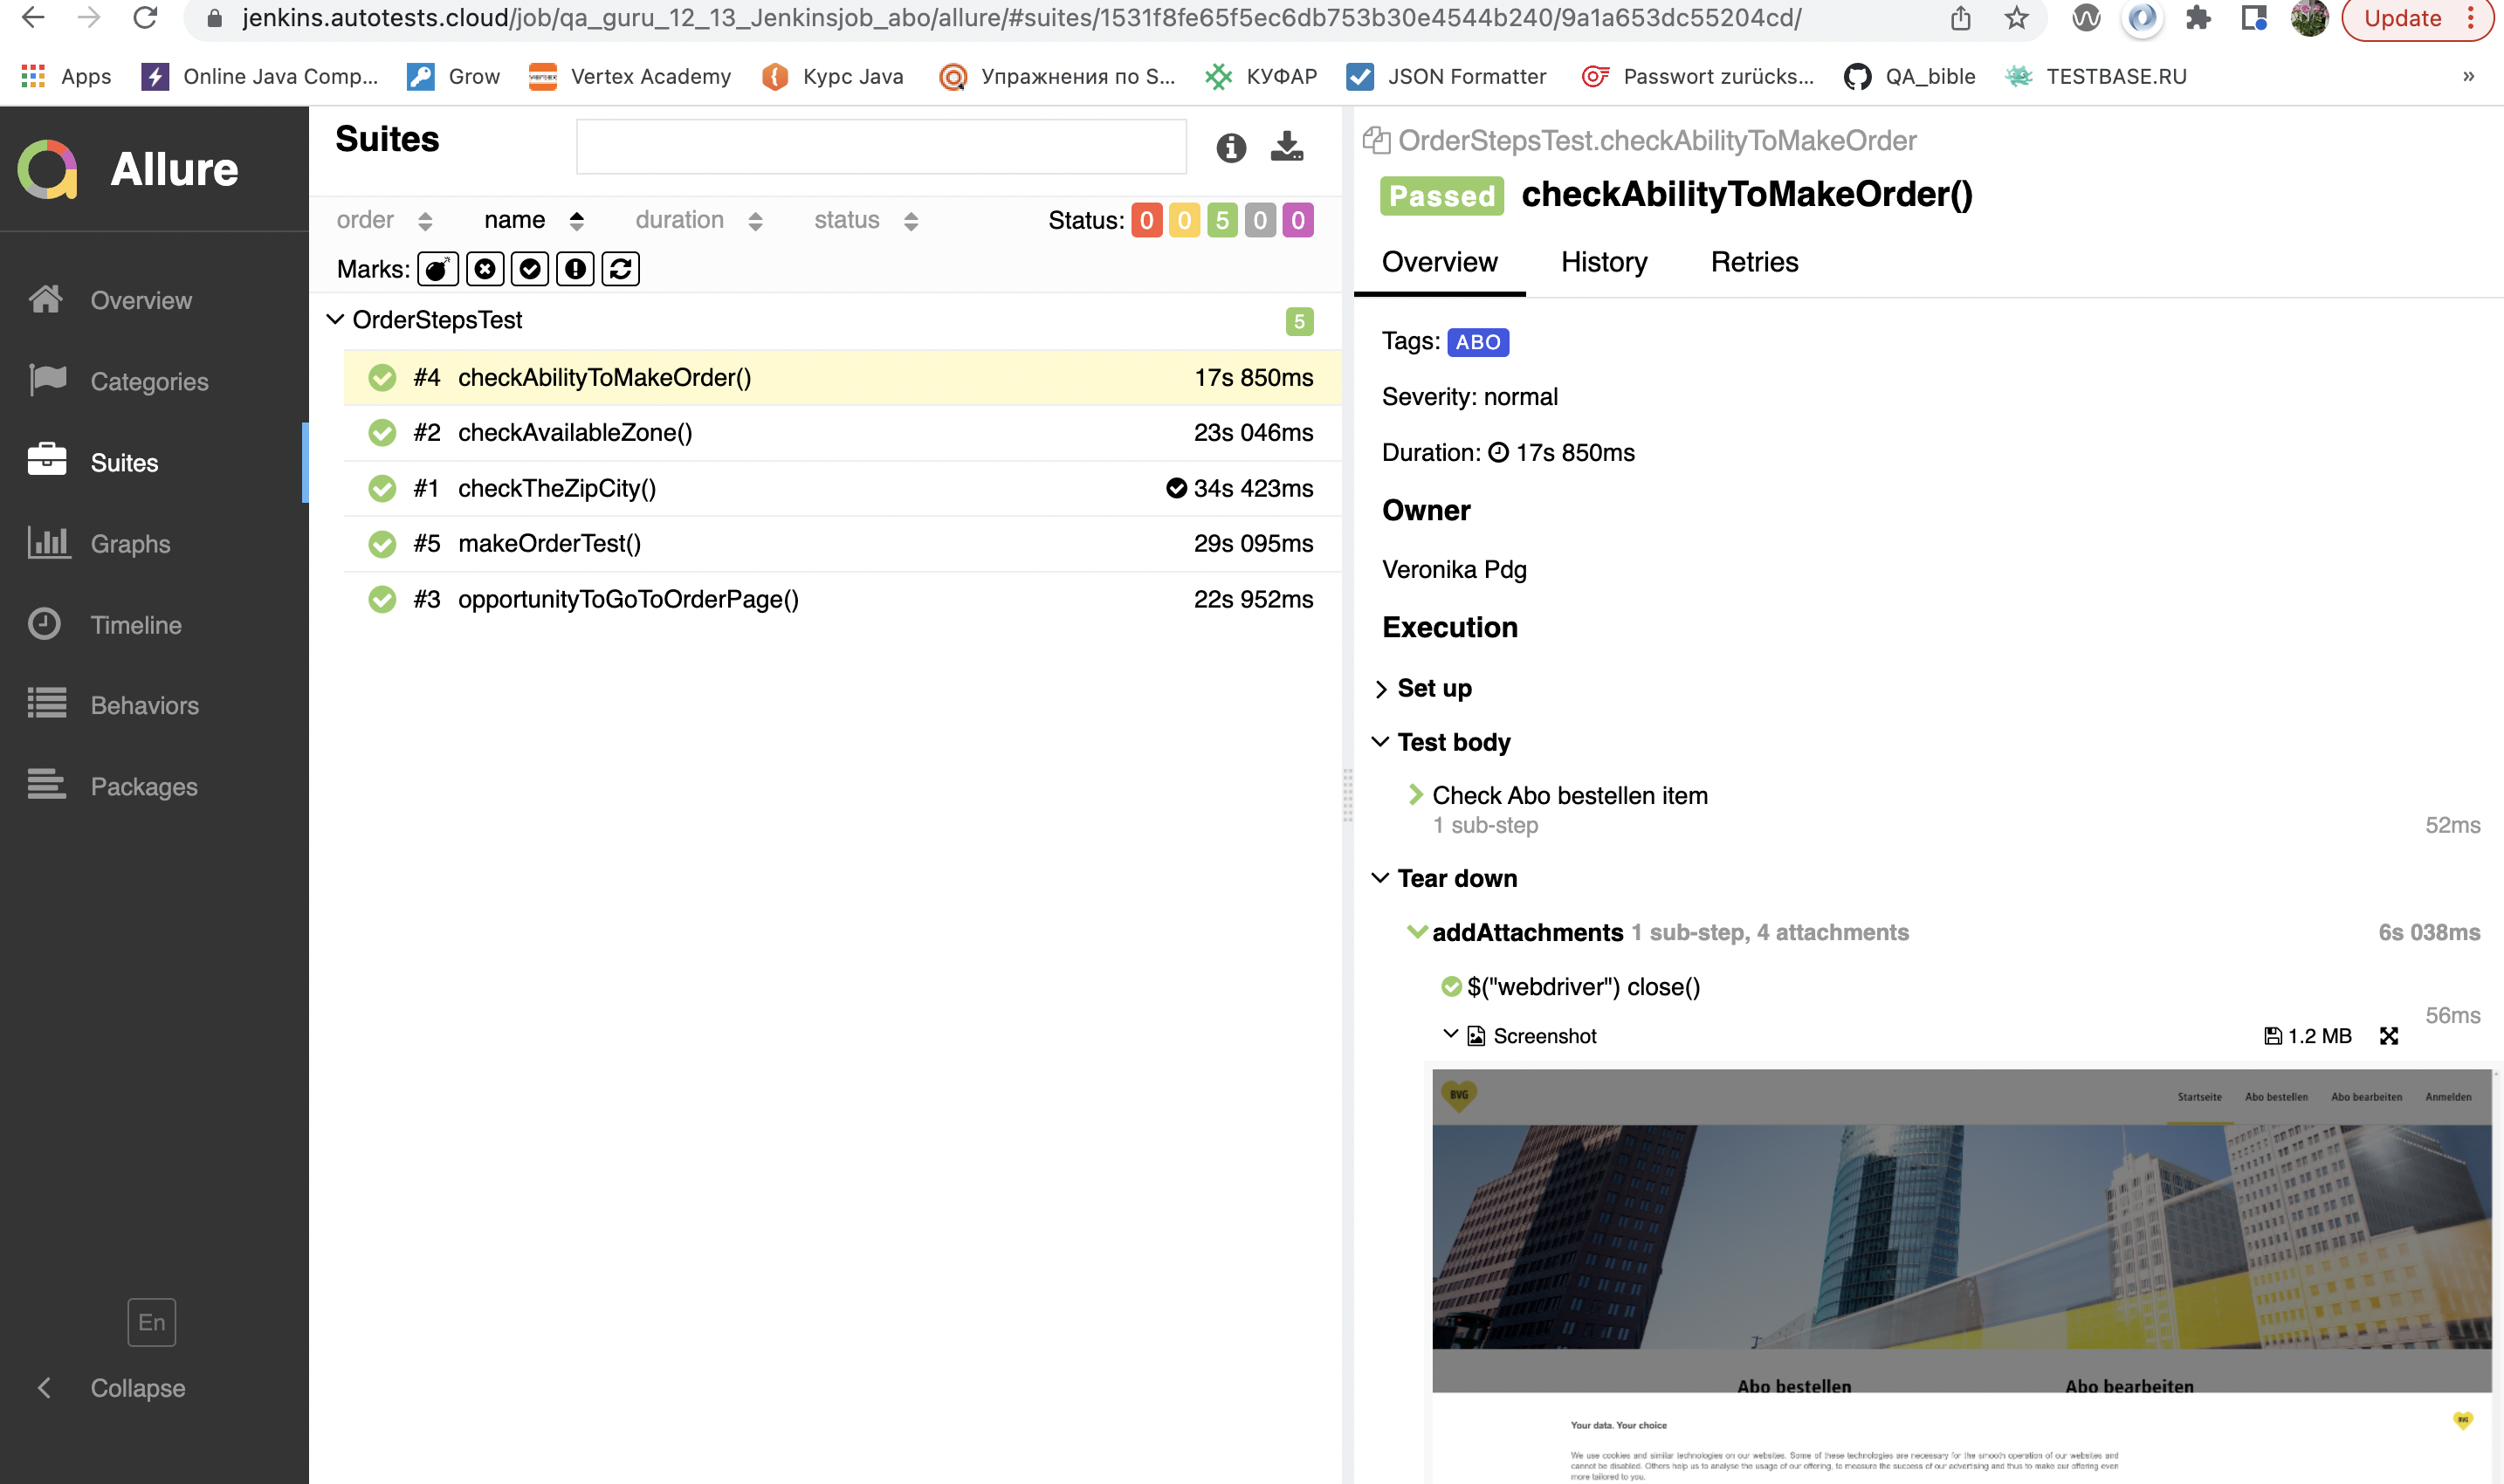 jenkins.autotests.cloud/job/qa_guru_12_13_Jenkinsjob_abo/allure/#suites/1531f8fe65f5ec6db753b30e4544b240/9a1a653dc55204cd/
Update
Apps
Online Java Comp...
Grow
Vertex Academy
Курс Java
Упражнения по S...
КУФАР
JSON Formatter
Passwort zurücks...
QA_bible
TESTBASE.RU
»
Allure
Overview
Categories
Suites
Graphs
Timeline
Behaviors
Packages
En
Collapse
Suites
order name duration status Status: 0 0 5 0 0
Marks:
OrderStepsTest 5
#4 checkAbilityToMakeOrder() 17s 850ms
#2 checkAvailableZone() 23s 046ms
#1 checkTheZipCity() 34s 423ms
#5 makeOrderTest() 29s 095ms
#3 opportunityToGoToOrderPage() 22s 952ms
OrderStepsTest.checkAbilityToMakeOrder
Passed checkAbilityToMakeOrder()
Overview History Retries
Tags: ABO
Severity: normal
Duration: 17s 850ms
Owner
Veronika Pdg
Execution
Set up
Test body
Check Abo bestellen item
1 sub-step 52ms
Tear down
addAttachments 1 sub-step, 4 attachments 6s 038ms
$("webdriver") close()
56ms
Screenshot 1.2 MB
BVG
Startseite Abo bestellen Abo bearbeiten Anmelden
Abo bestellen Abo bearbeiten
Your data. Your choice
BVG
We use cookies and similar technologies on our websites. Some of these technologies are necessary for the smooth operation of our websites and
cannot be disabled. Others help us to analyse the usage of our offering, to measure the success of our advertising and thus to make our offering even
more tailored to you.